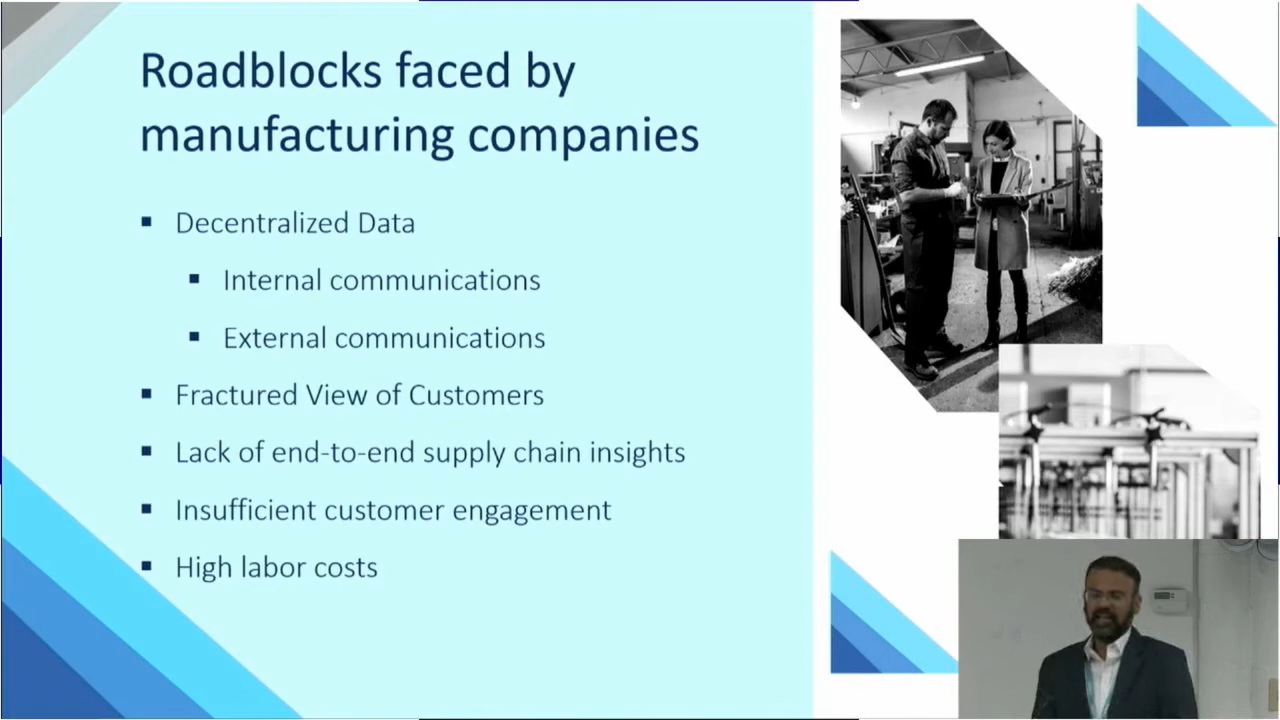 Roadblocks faced by
manufacturing companies
Decentralized Data
Internal communications
External communications
Fractured View of Customers
Lack of end-to-end supply chain insights
Insufficient customer engagement
High labor costs